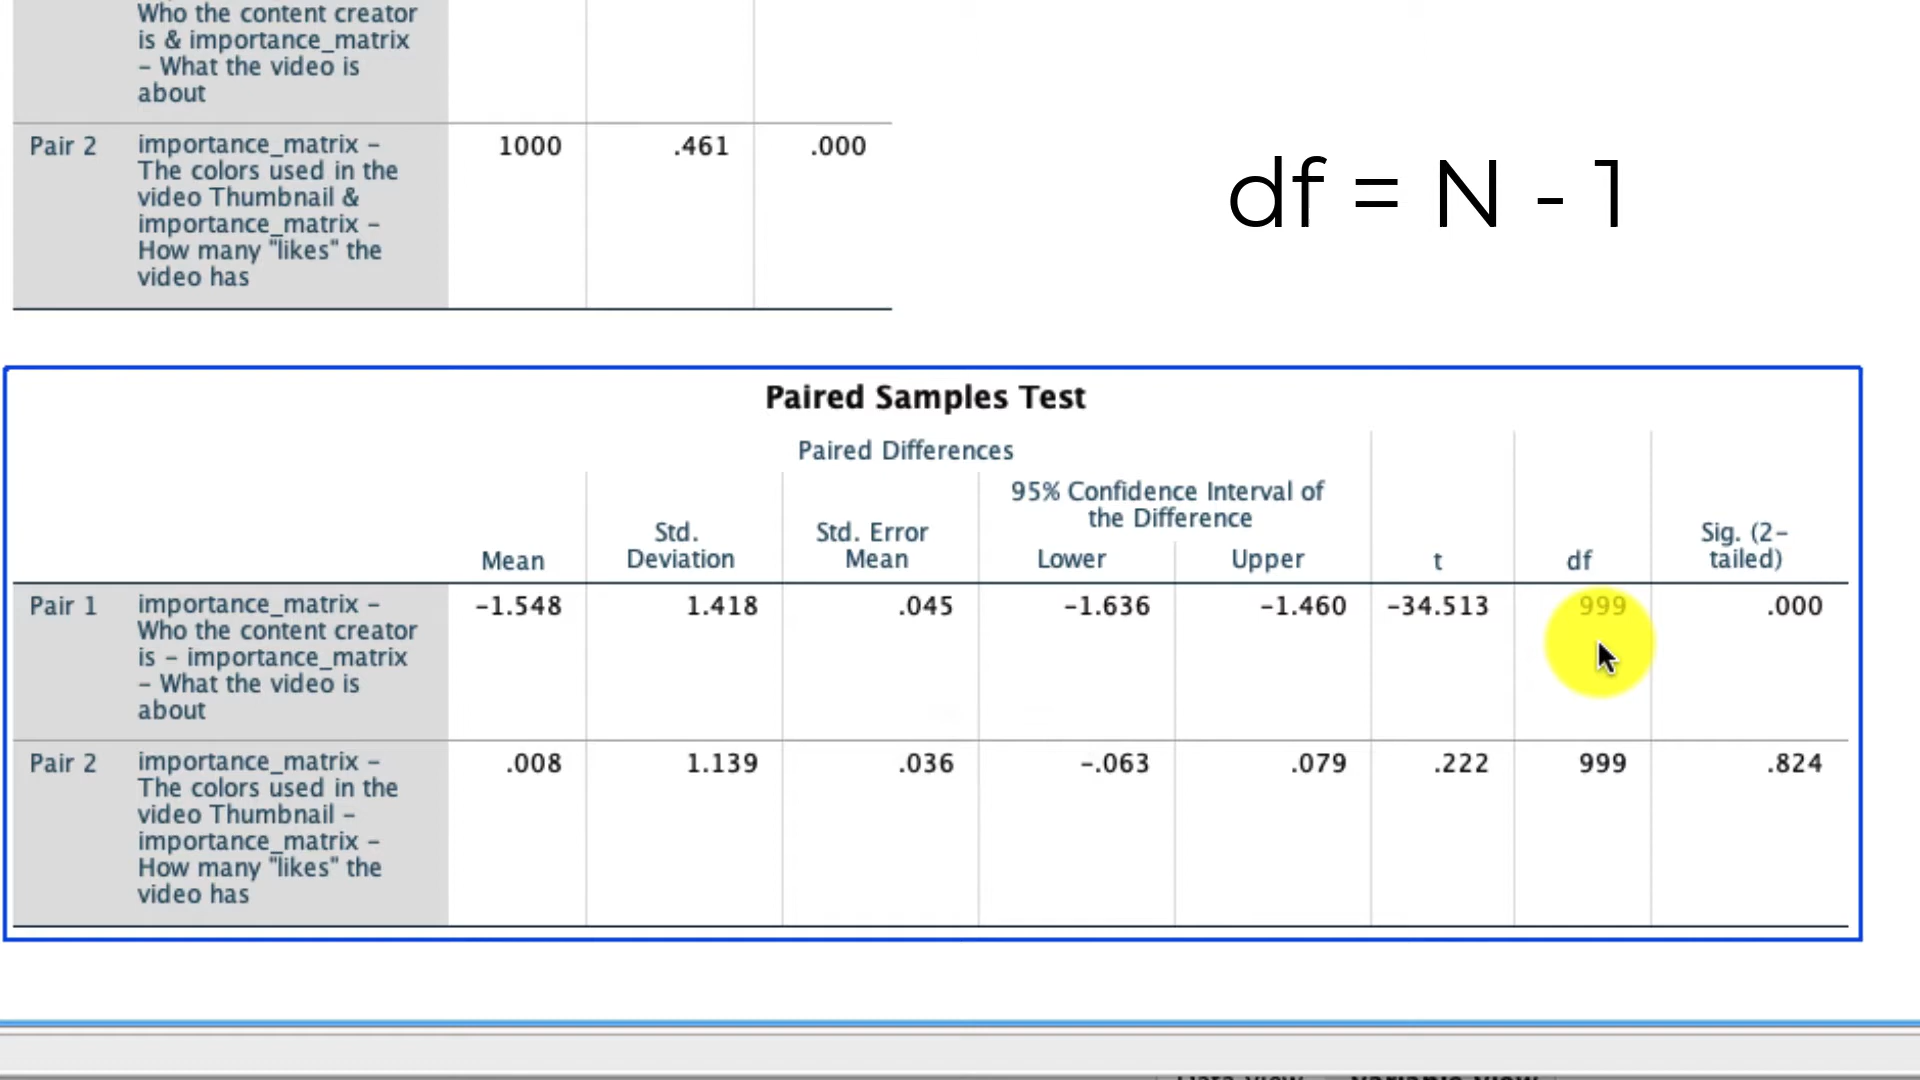 Who the content creator
is & importance_matrix
– What the video is
about
Pair 2 importance_matrix – 1000 .461 .000
The colors used in the
video Thumbnail &
importance_matrix –
How many "likes" the
video has
df = N - 1
Paired Samples Test
Paired Differences
95% Confidence Interval of
the Difference
Mean Std. Deviation Std. Error Mean Lower Upper t df Sig. (2–tailed)
Pair 1 importance_matrix – –1.548 1.418 .045 –1.636 –1.460 –34.513 999 .000
Who the content creator
is – importance_matrix
– What the video is
about
Pair 2 importance_matrix – .008 1.139 .036 –.063 .079 .222 999 .824
The colors used in the
video Thumbnail –
importance_matrix –
How many "likes" the
video has